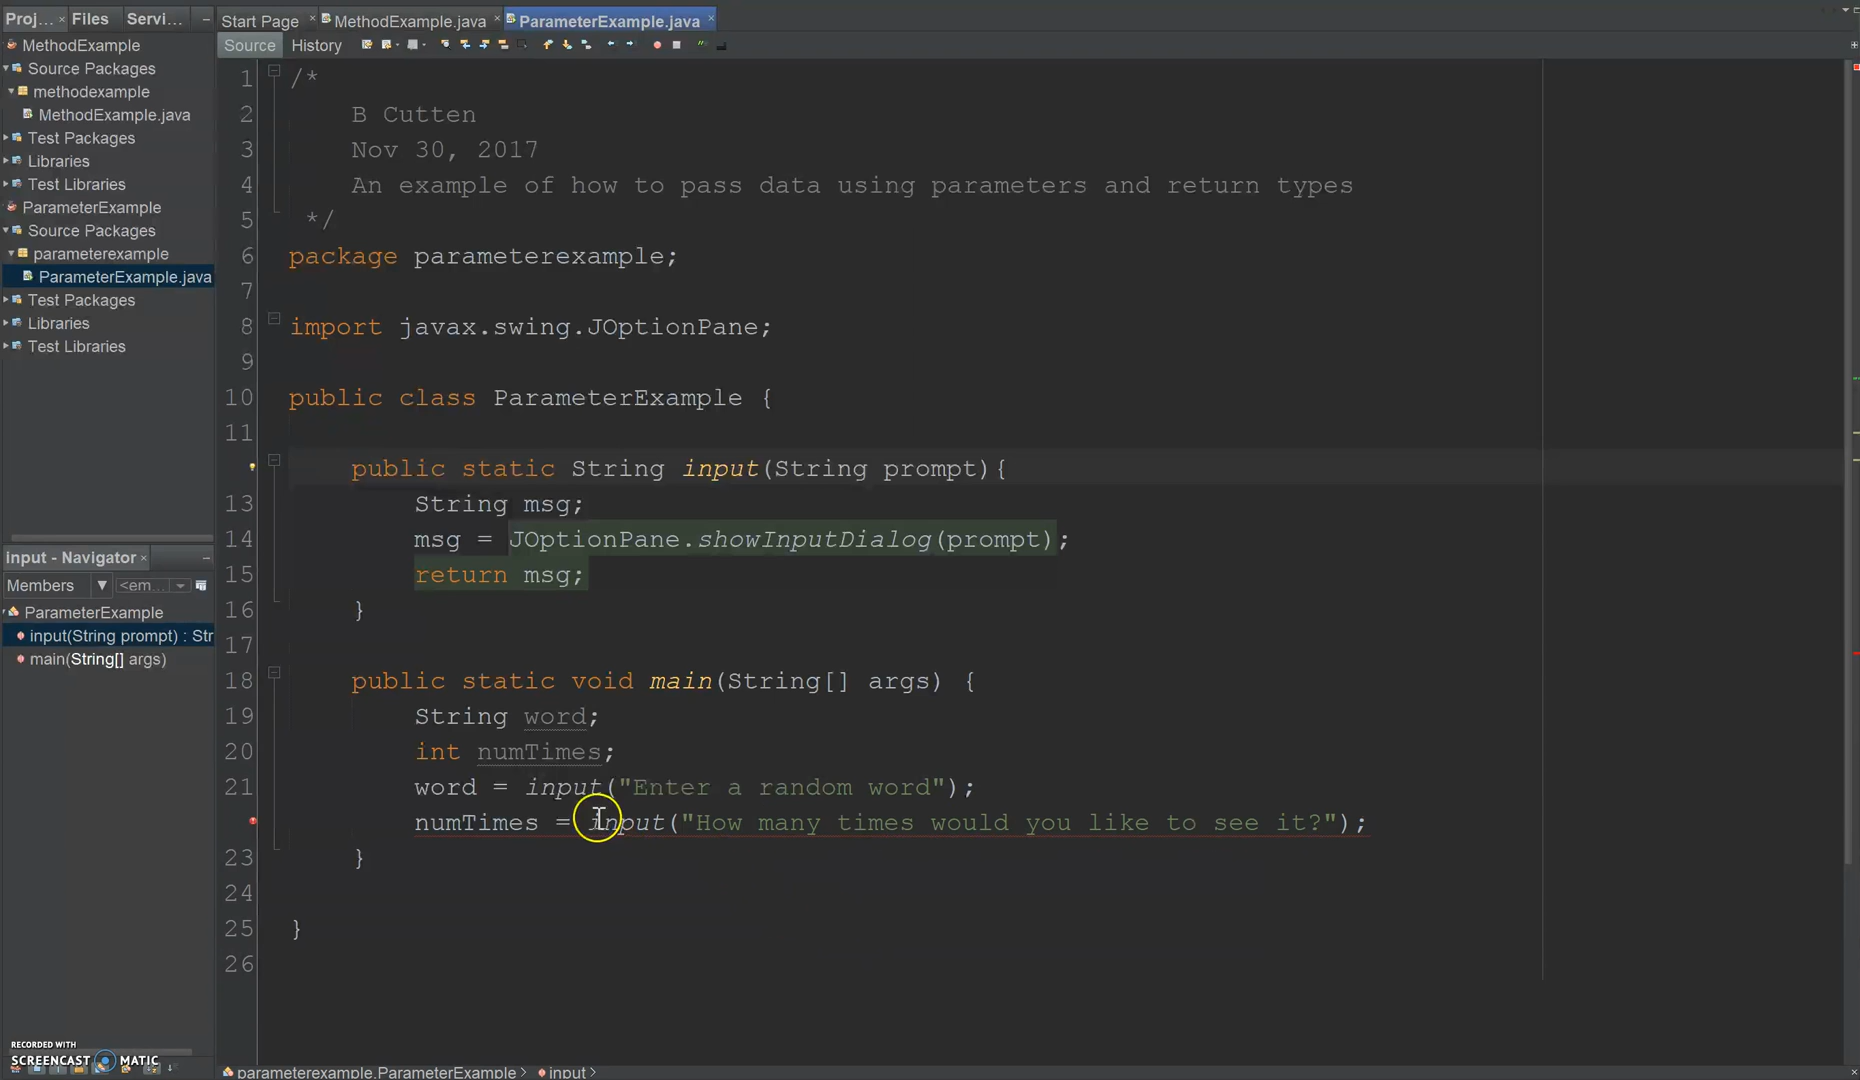 Proj...
Files
Servi...
Start Page
MethodExample.java
ParameterExample.java
Source
History
MethodExample
Source Packages
methodexample
MethodExample.java
Test Packages
Libraries
Test Libraries
ParameterExample
Source Packages
parameterexample
ParameterExample.java
Test Packages
Libraries
Test Libraries
input - Navigator
Members
<em...
ParameterExample
input(String prompt) : Str
main(String[] args)
1 /*
2 B Cutten
3 Nov 30, 2017
4 An example of how to pass data using parameters and return types
5 */
6 package parameterexample;
7
8 import javax.swing.JOptionPane;
9
10 public class ParameterExample {
11
public static String input(String prompt){
13 String msg;
14 msg = JOptionPane.showInputDialog(prompt);
15 return msg;
16 }
17
18 public static void main(String[] args) {
19 String word;
20 int numTimes;
21 word = input("Enter a random word");
numTimes = input("How many times would you like to see it?");
23 }
24
25 }
26
RECORDED WITH
SCREENCAST MATIC
parameterexample.ParameterExample
input